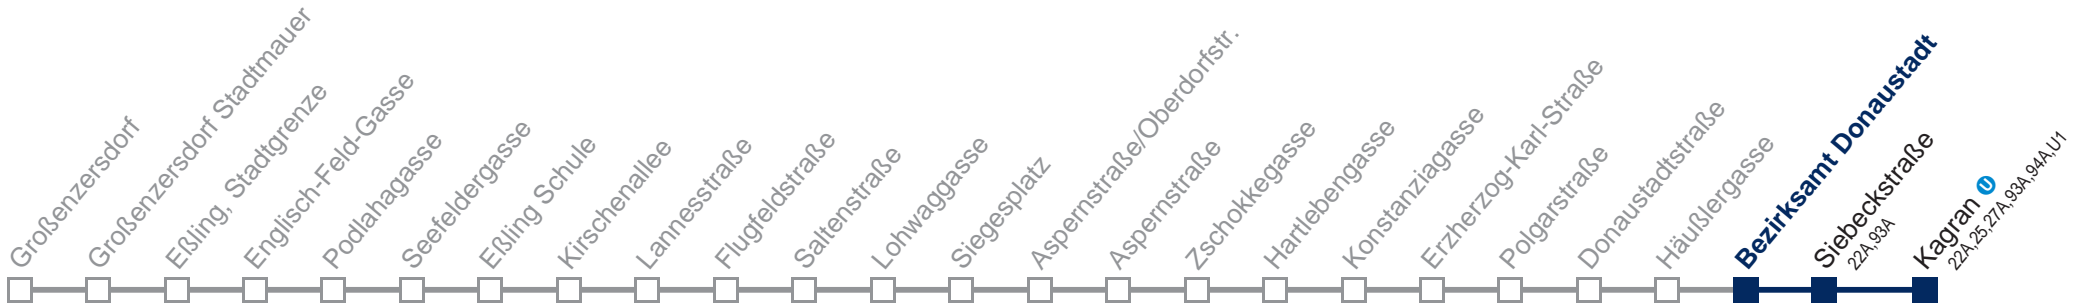 Großenzersdorf
Großenzersdorf Stadtmauer
Eßling, Stadtgrenze
Englisch-Feld-Gasse
Podlahagasse
Seefeldergasse
Eßling Schule
Kirschenallee
Lannesstraße
Flugfeldstraße
Saltenstraße
Lohwaggasse
Siegesplatz
Aspernstraße/Oberdorfstr.
Aspernstraße
Zschokkegasse
Hartlebengasse
Konstanziagasse
Erzherzog-Karl-Straße
Polgarstraße
Donaustadtstraße
Häußlergasse
Bezirksamt Donaustadt
Siebeckstraße
22A,93A
Kagran U
22A,25,27A,93A,94A,U1